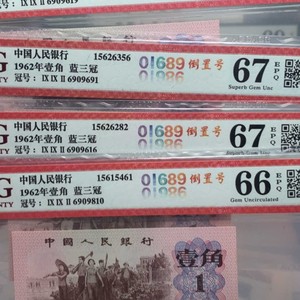 冠号：IX IX II 6909619
中国人民银行 15626356
1962年壹角 蓝三冠
冠号：IX IX II 6909691
01689 倒置号
67 EPQ
Superb Gem Unc
中国人民银行 15626282
1962年壹角 蓝三冠
冠号：IX IX II 6909616
01689 倒置号
67 EPQ
中国人民银行 15615461
1962年壹角 蓝三冠
冠号：IX IX II 6909810
01689 倒置号
66 EPQ
Gem Uncirculated
中国人民银行
壹角
1